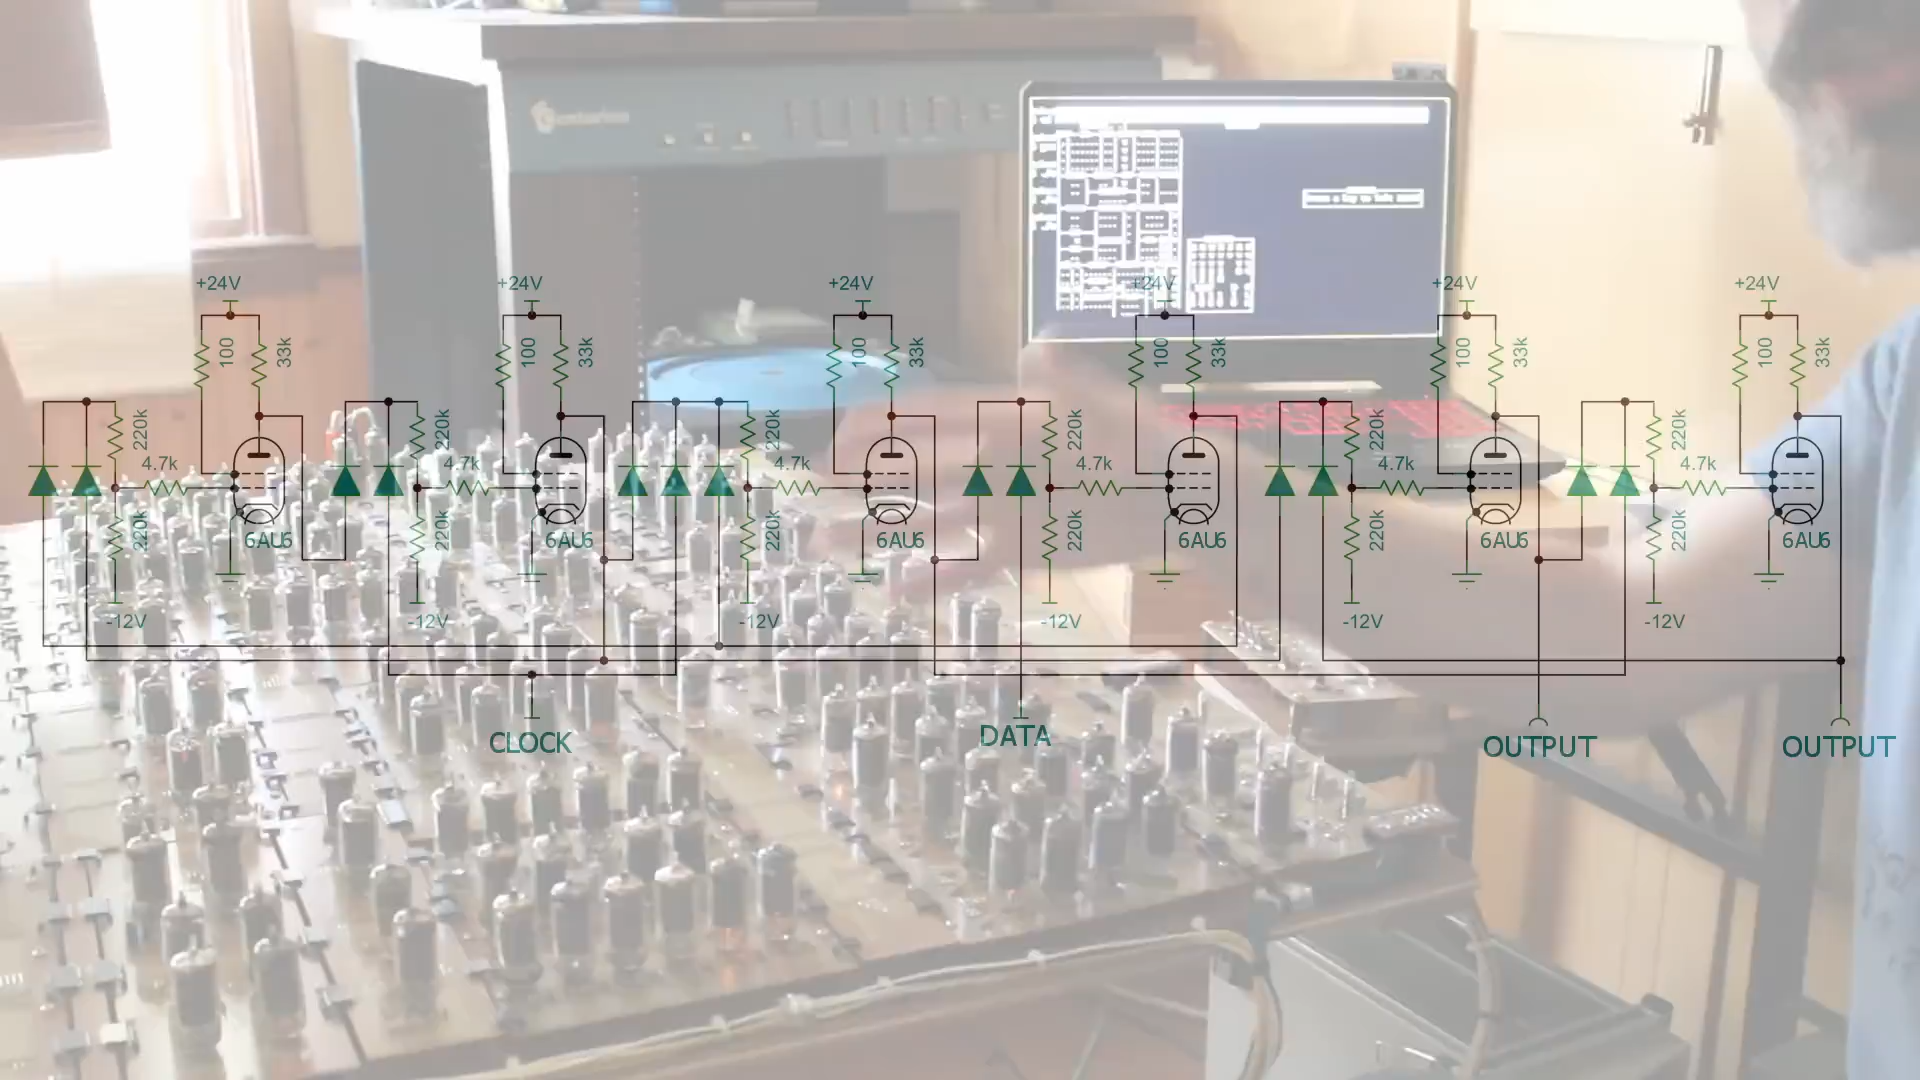 +24V +24V +24V +24V +24V +24V
100 33k 100 33k 100 33k 100 33k 100 33k 100 33k
220k 220k 220k 220k 220k 220k
4.7k 4.7k 4.7k 4.7k 4.7k 4.7k
220k 220k 220k 220k 220k 220k
6AU6 6AU6 6AU6 6AU6 6AU6 6AU6
-12V -12V -12V -12V -12V -12V
CLOCK DATA OUTPUT OUTPUT